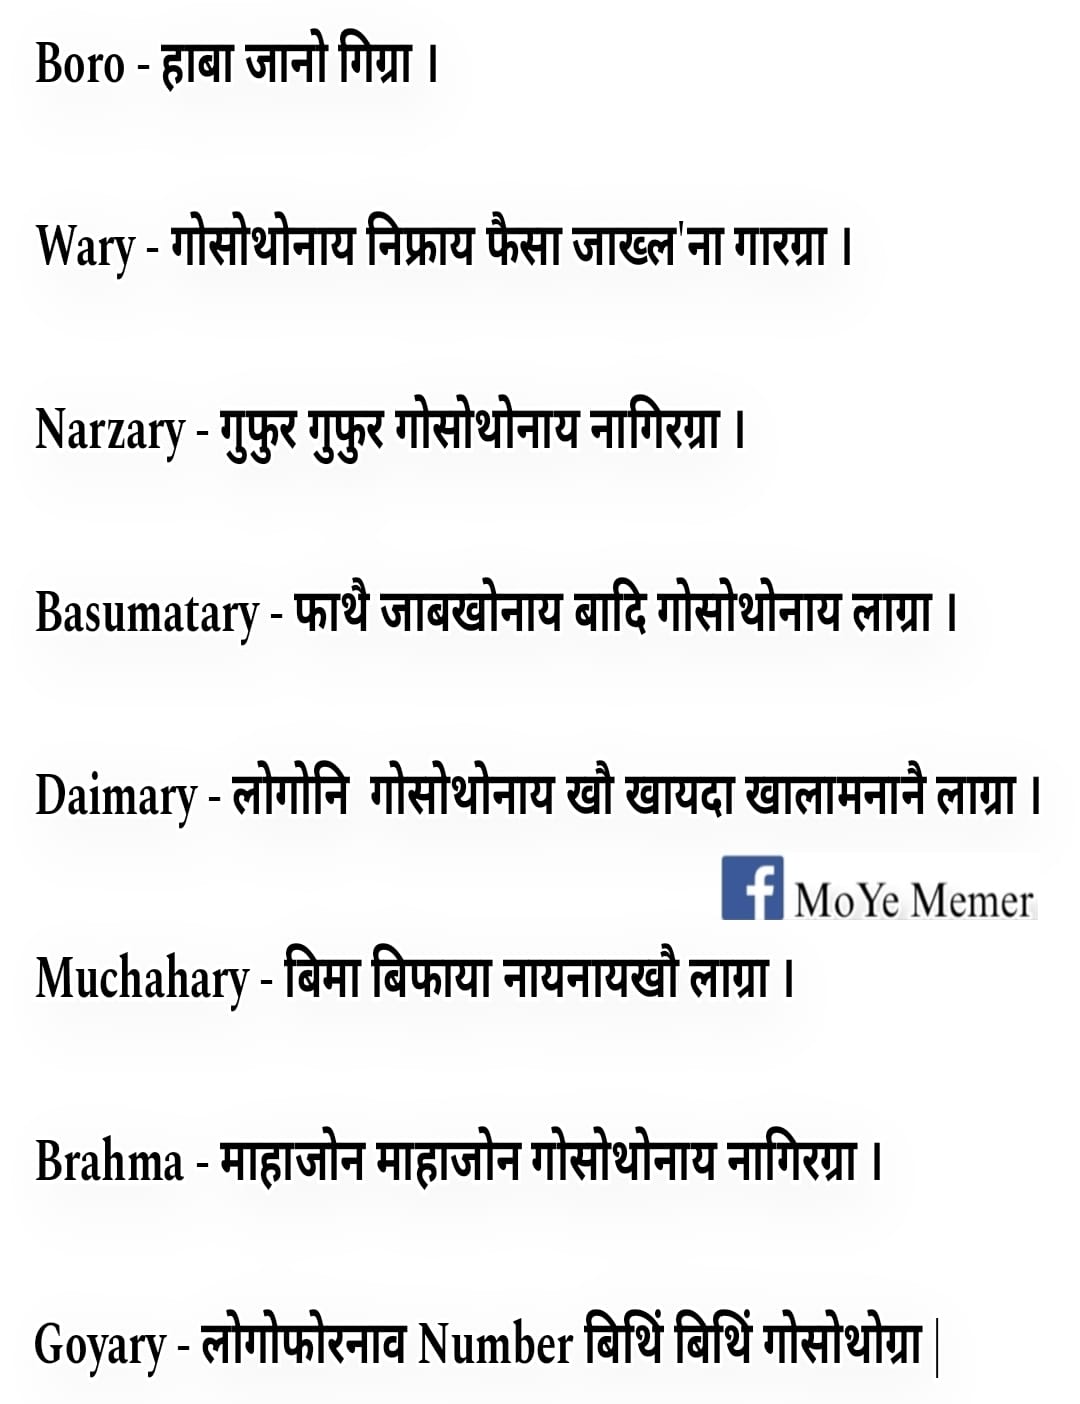 Boro - हाबा जानो गिग्रा ।
Wary - गोसोथोनाय निफ्राय फैसा जाख्ल'ना गारग्रा ।
Narzary - गुफुर गुफुर गोसोथोनाय नागिरग्रा ।
Basumatary - फाथै जाबखोनाय बादि गोसोथोनाय लाग्रा ।
Daimary - लोगोनि गोसोथोनाय खौ खायदा खालामनानै लाग्रा ।
MoYe Memer
Muchahary - बिमा बिफाया नायनायखौ लाग्रा ।
Brahma - माहाजोन माहाजोन गोसोथोनाय नागिरग्रा ।
Goyary - लोगोफोरनाव Number बिथिं बिथिं गोसोथोग्रा |